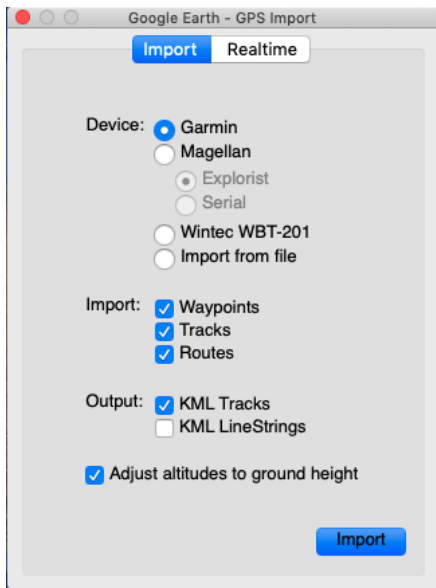 Google Earth - GPS Import
Import Realtime
Device: Garmin
Magellan
Explorist
Serial
Wintec WBT-201
Import from file
Import: Waypoints
Tracks
Routes
Output: KML Tracks
KML LineStrings
Adjust altitudes to ground height
Import